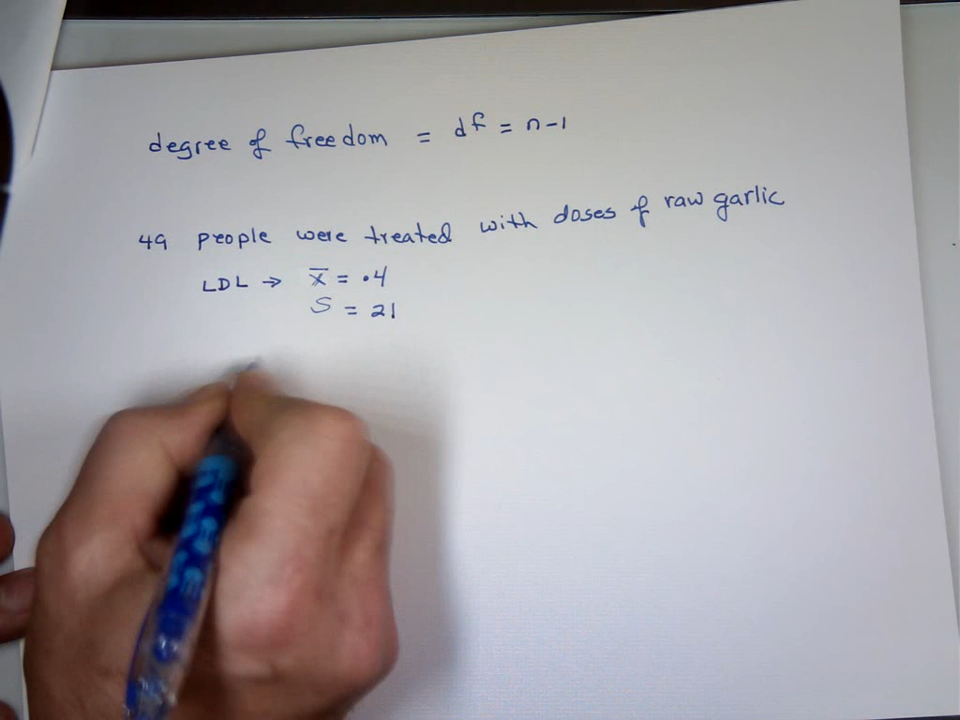 degree of freedom = df = n-1
49 people were treated with doses of raw garlic
LDL → x̄ = .4
S = 21